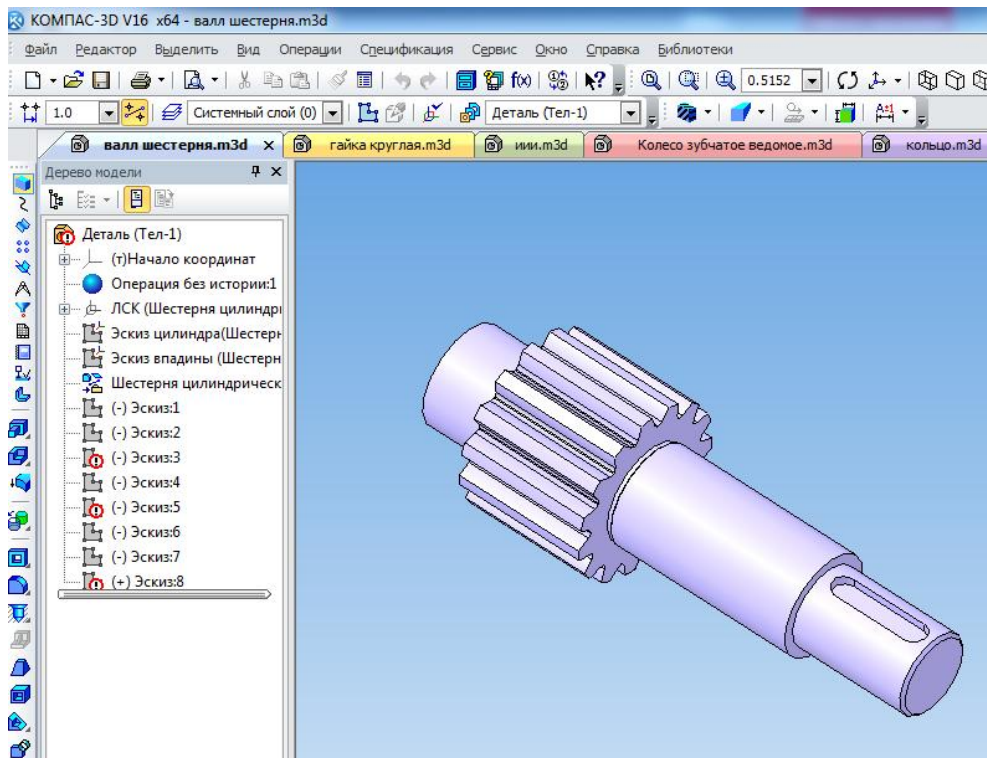 КОМПАС-3D V16 x64 - валл шестерня.m3d
Файл Редактор Выделить Вид Операции Спецификация Сервис Окно Справка Библиотеки
f(x) 0.5152
1.0 Системный слой (0) Деталь (Тел-1)
валл шестерня.m3d гайка круглая.m3d иии.m3d Колесо зубчатое ведомое.m3d кольцо.m3d
Дерево модели
Деталь (Тел-1)
(т)Начало координат
Операция без истории:1
ЛСК (Шестерня цилиндри
Эскиз цилиндра(Шестерн
Эскиз впадины (Шестерн
Шестерня цилиндрическ
(-) Эскиз:1
(-) Эскиз:2
(-) Эскиз:3
(-) Эскиз:4
(-) Эскиз:5
(-) Эскиз:6
(-) Эскиз:7
(+) Эскиз:8